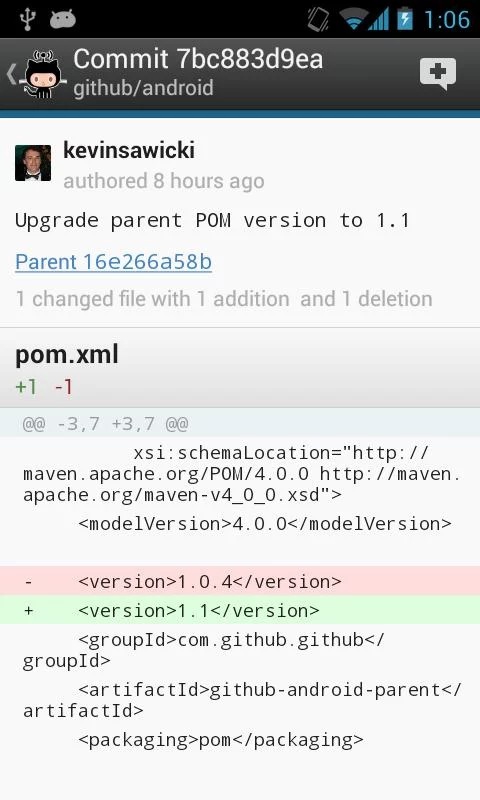 1:06
Commit 7bc883d9ea
github/android
kevinsawicki
authored 8 hours ago
Upgrade parent POM version to 1.1
Parent 16e266a58b
1 changed file with 1 addition  and 1 deletion
pom.xml
+1 -1
@@ -3,7 +3,7 @@
xsi:schemaLocation="http://
maven.apache.org/POM/4.0.0 http://maven.
apache.org/maven-v4_0_0.xsd">
<modelVersion>4.0.0</modelVersion>
- <version>1.0.4</version>
+ <version>1.1</version>
<groupId>com.github.github</
groupId>
<artifactId>github-android-parent</
artifactId>
<packaging>pom</packaging>